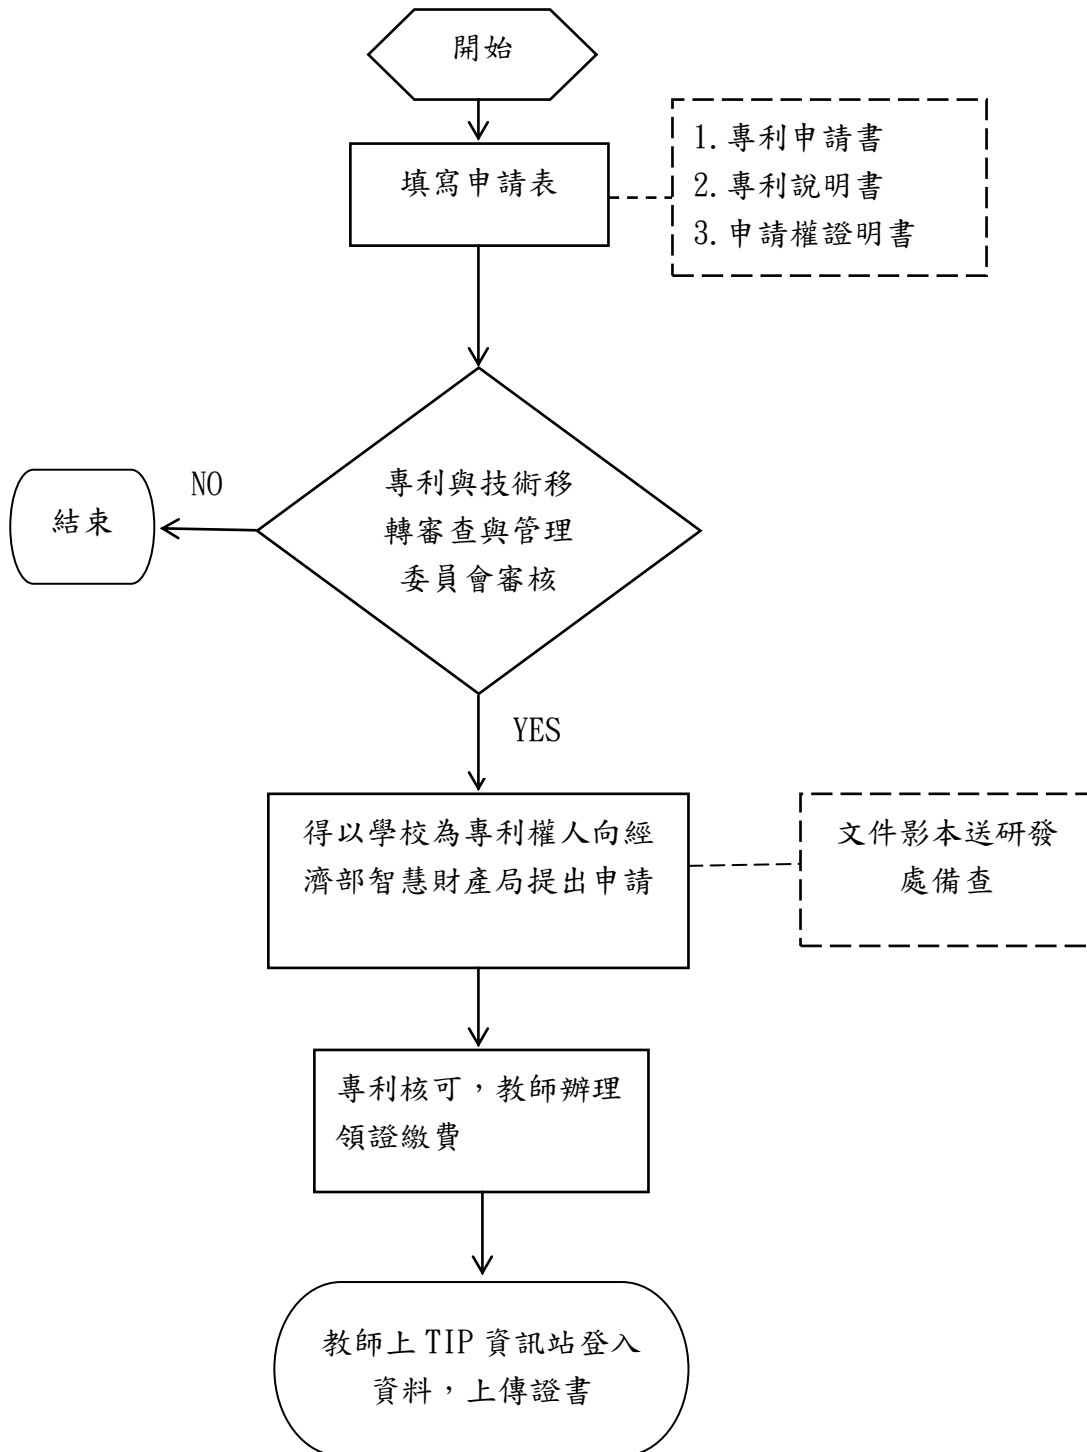 開始
填寫申請表
1.專利申請書
2.專利說明書
3.申請權證明書
專利與技術移
轉審查與管理
委員會審核
NO
結束
YES
得以學校為專利權人向經
濟部智慧財產局提出申請
文件影本送研發
處備查
專利核可，教師辦理
領證繳費
教師上 TIP 資訊站登入
資料，上傳證書